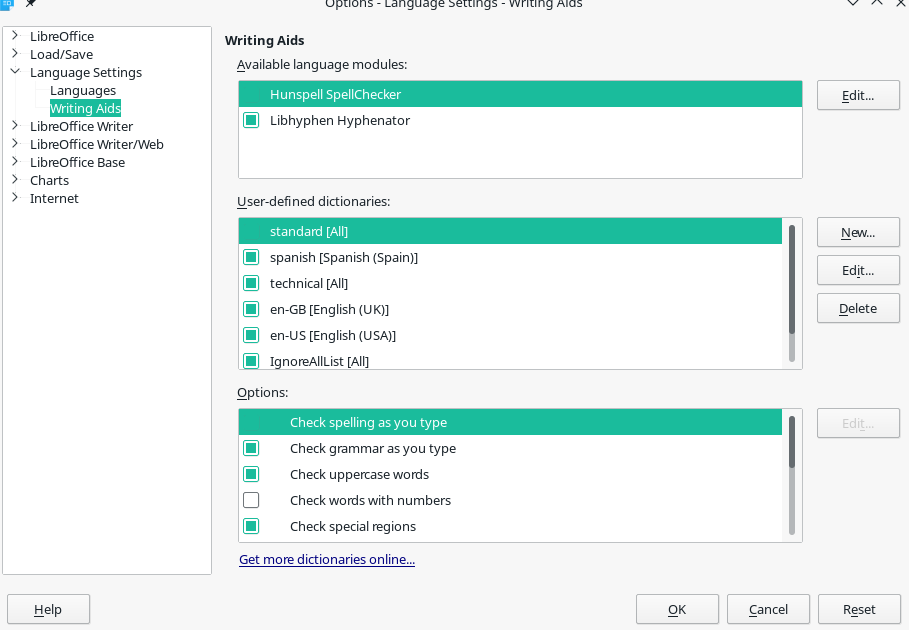 Options - Language Settings - Writing Aids
LibreOffice
Load/Save
Language Settings
Languages
Writing Aids
LibreOffice Writer
LibreOffice Writer/Web
LibreOffice Base
Charts
Internet
Writing Aids
Available language modules:
Hunspell SpellChecker
Libhyphen Hyphenator
Edit...
User-defined dictionaries:
standard [All]
spanish [Spanish (Spain)]
technical [All]
en-GB [English (UK)]
en-US [English (USA)]
IgnoreAllList [All]
New...
Edit...
Delete
Options:
Check spelling as you type
Check grammar as you type
Check uppercase words
Check words with numbers
Check special regions
Edit...
Get more dictionaries online...
Help
OK
Cancel
Reset